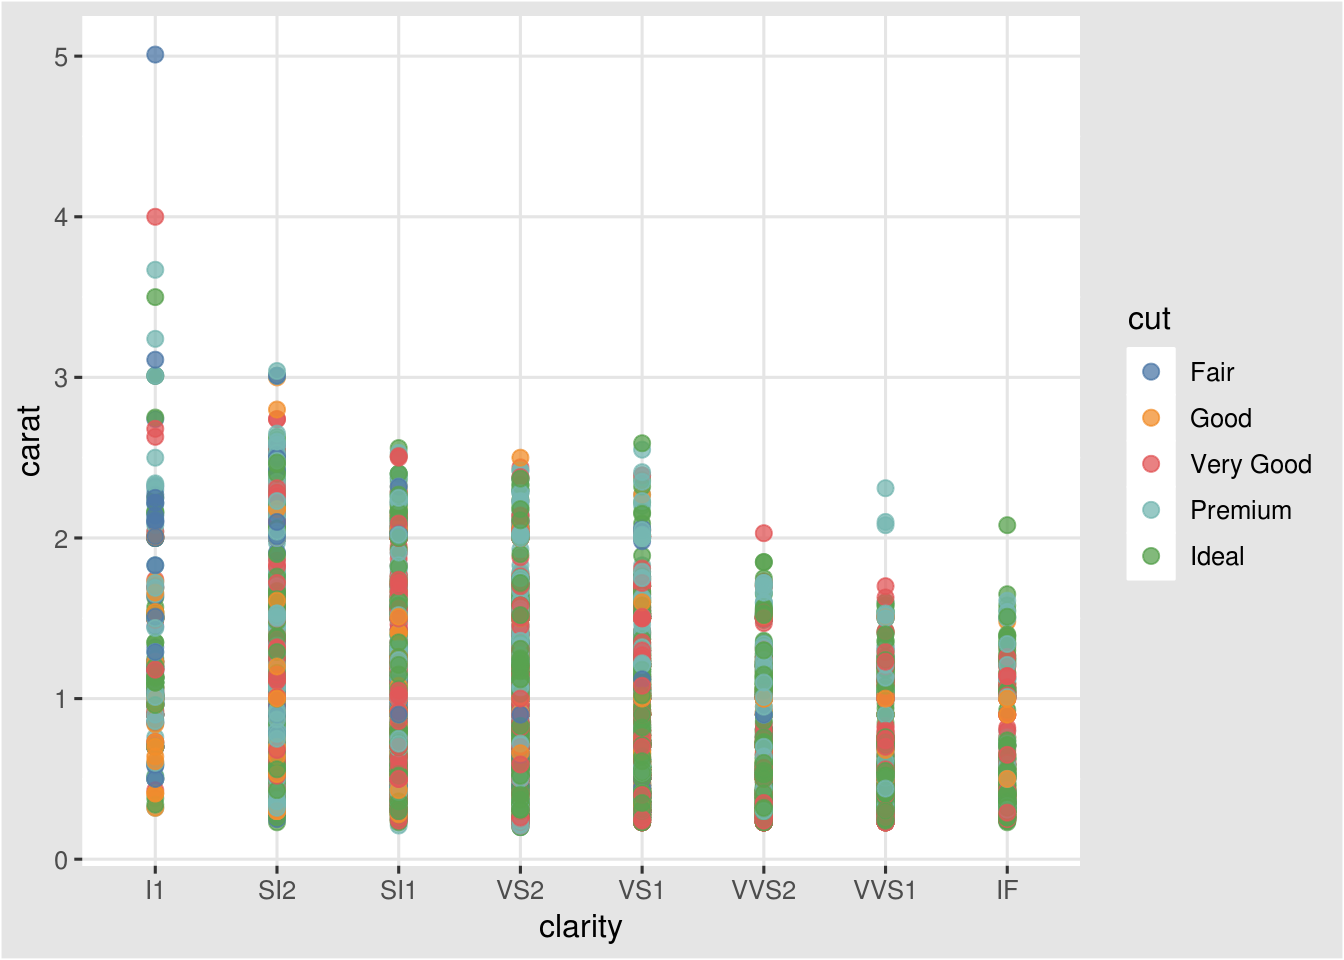 5
4
3
2
1
0
carat
I1 SI2 SI1 VS2 VS1 VVS2 VVS1 IF
clarity
cut
Fair
Good
Very Good
Premium
Ideal